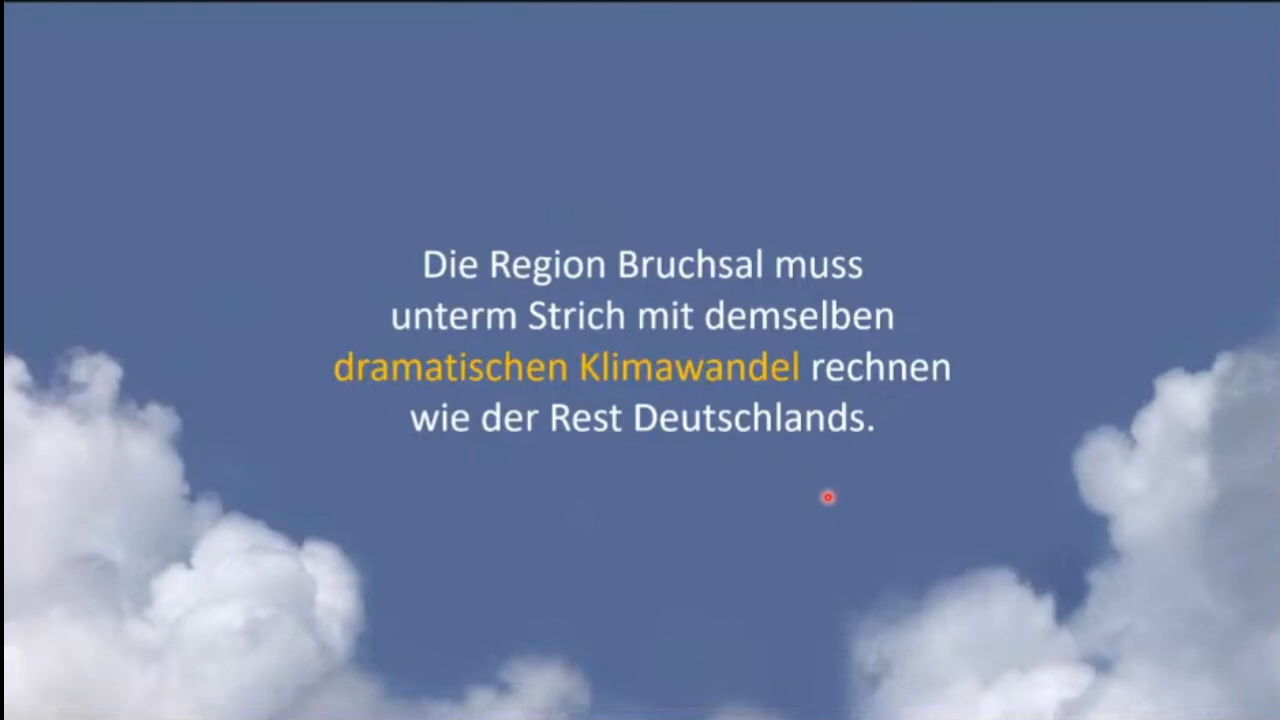 Die Region Bruchsal muss
unterm Strich mit demselben
dramatischen Klimawandel rechnen
wie der Rest Deutschlands.